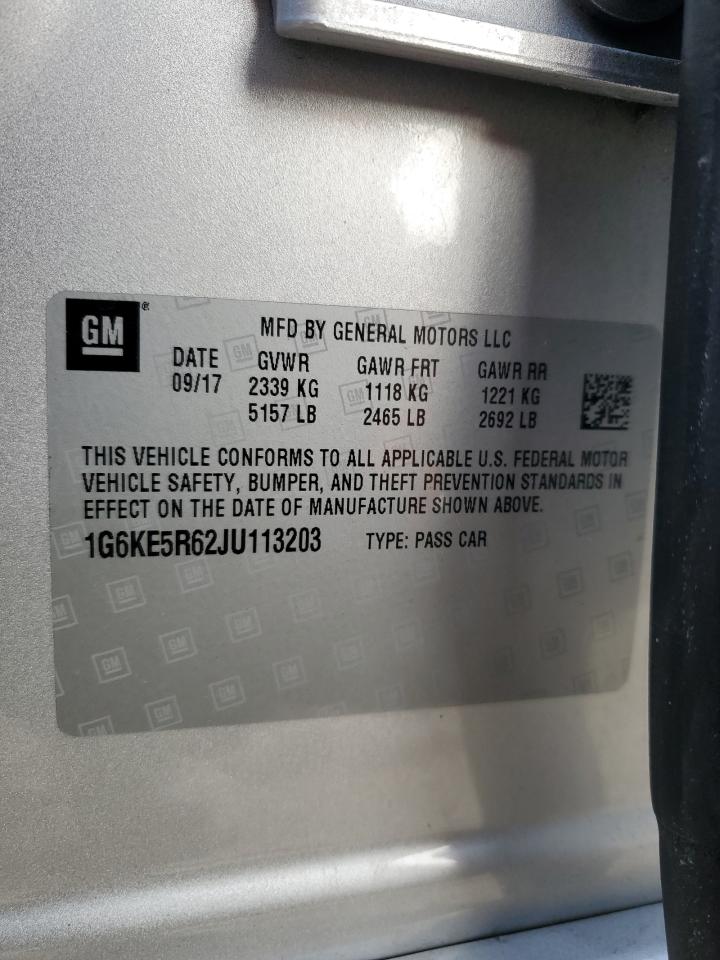 GM ®
MFD BY GENERAL MOTORS LLC
DATE GVWR GAWR FRT GAWR RR
09/17 2339 KG 1118 KG 1221 KG
5157 LB 2465 LB 2692 LB
THIS VEHICLE CONFORMS TO ALL APPLICABLE U.S. FEDERAL MOTOR
VEHICLE SAFETY, BUMPER, AND THEFT PREVENTION STANDARDS IN
EFFECT ON THE DATE OF MANUFACTURE SHOWN ABOVE.
1G6KE5R62JU113203 TYPE: PASS CAR